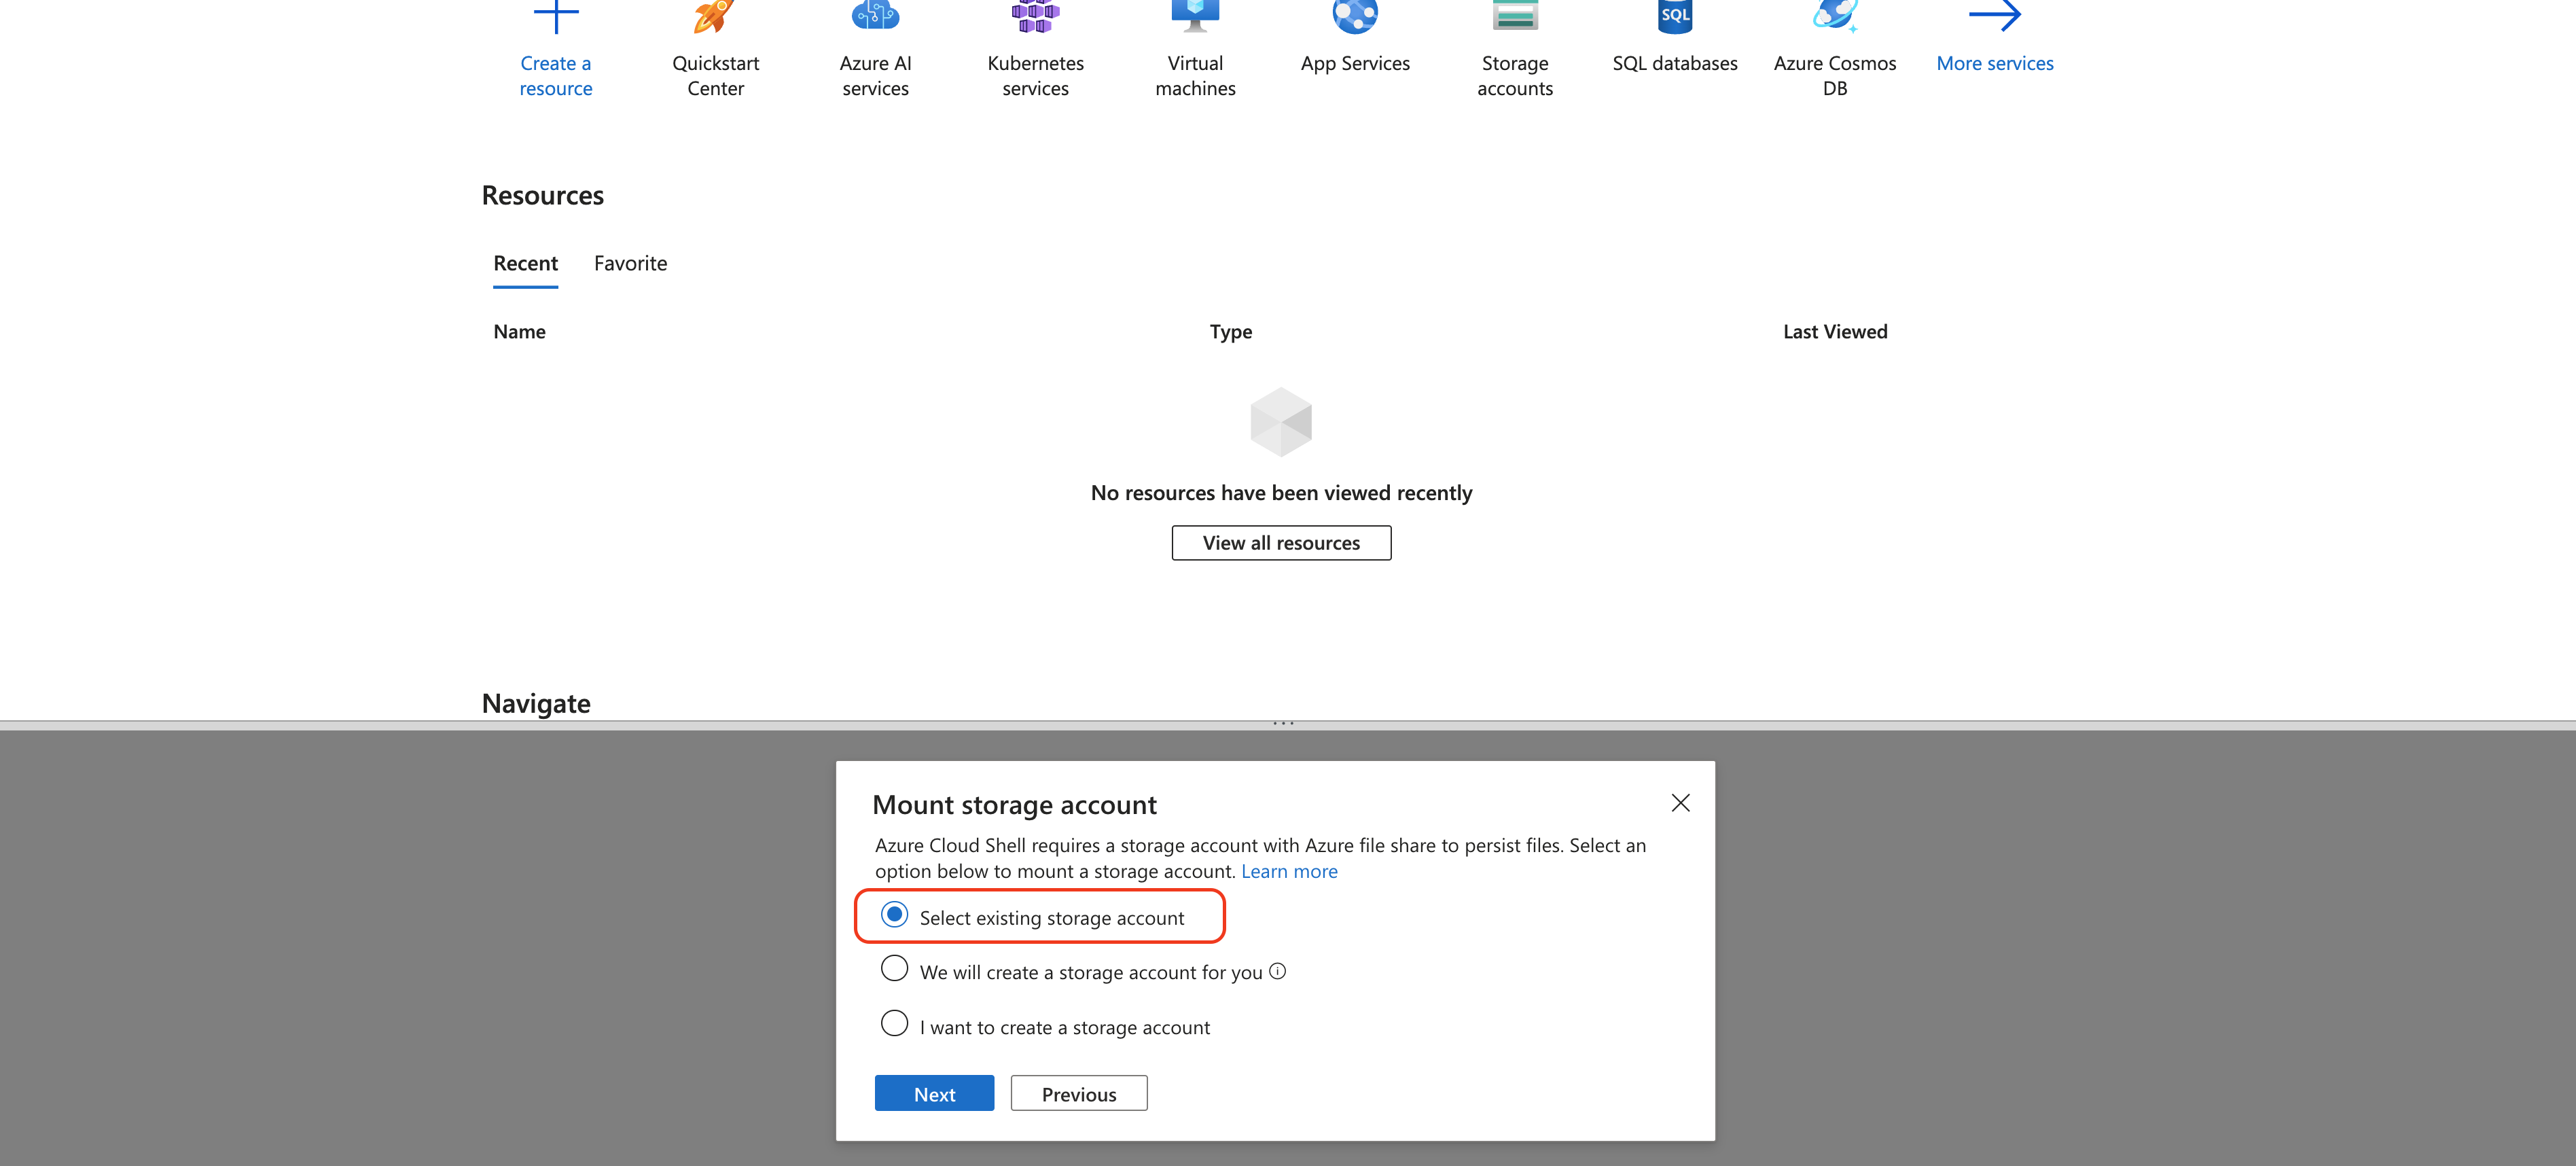 Create a resource
Quickstart Center
Azure AI services
Kubernetes services
Virtual machines
App Services
Storage accounts
SQL
SQL databases
Azure Cosmos DB
More services
Resources
Recent
Favorite
Name
Type
Last Viewed
No resources have been viewed recently
View all resources
Navigate
Mount storage account
Azure Cloud Shell requires a storage account with Azure file share to persist files. Select an
option below to mount a storage account. Learn more
Select existing storage account
We will create a storage account for you
I want to create a storage account
Next
Previous